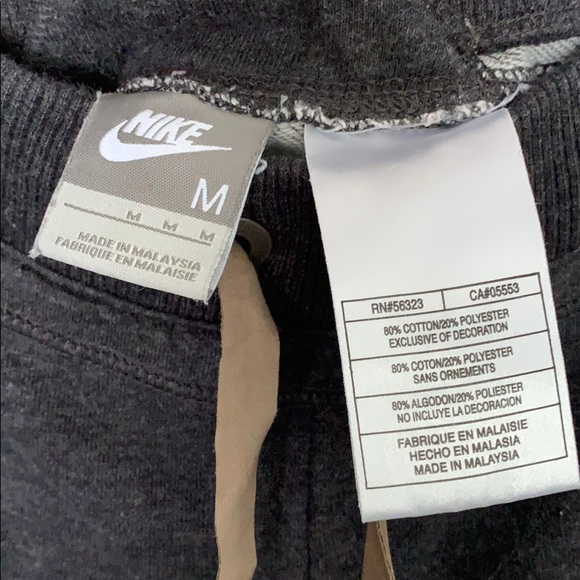 NIKE
M
M M M
MADE IN MALAYSIA
FABRIQUE EN MALAISIE
RN#56323 CA#05553
80% COTTON/20% POLYESTER
EXCLUSIVE OF DECORATION
80% COTON/20% POLYESTER
SANS ORNEMENTS
80% ALGODON/20% POLIESTER
NO INCLUYE LA DECORACION
FABRIQUE EN MALAISIE
HECHO EN MALASIA
MADE IN MALAYSIA